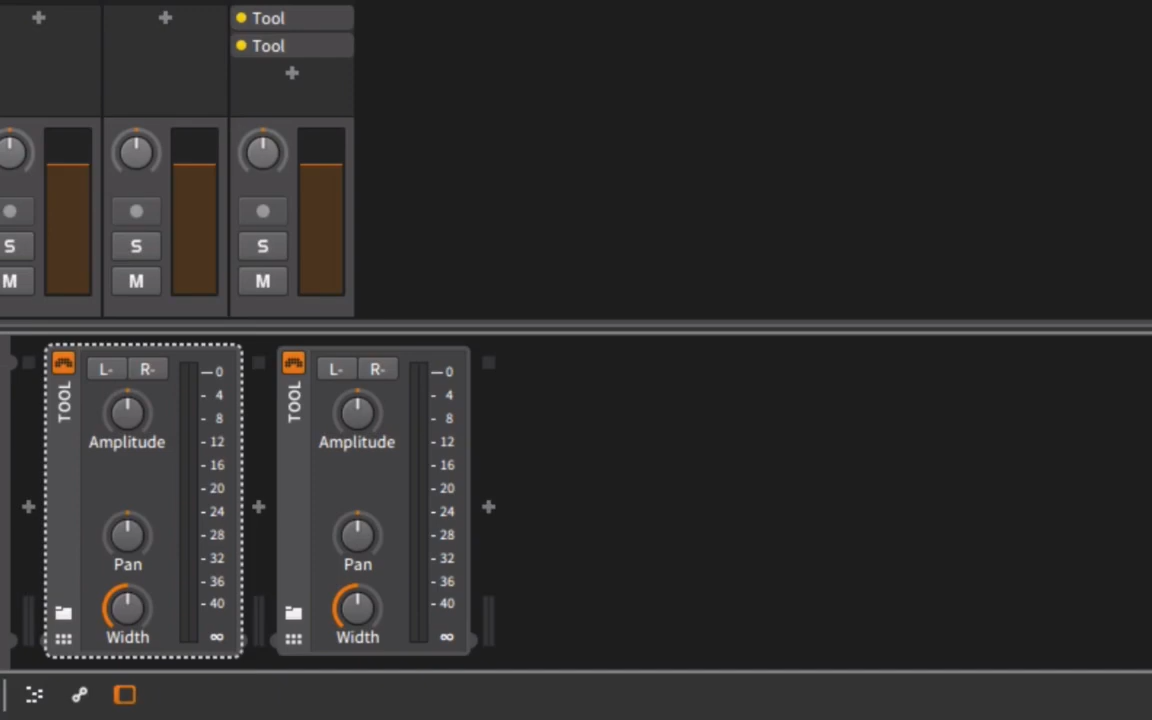 Tool
Tool
S S S
M M M
L- R- 0 L- R- 0
TOOL 4 TOOL 4
8 8
Amplitude - 12 Amplitude - 12
- 16 - 16
- 20 - 20
- 24 - 24
- 28 - 28
Pan - 32 Pan - 32
- 36 - 36
- 40 - 40
Width ∞ Width ∞